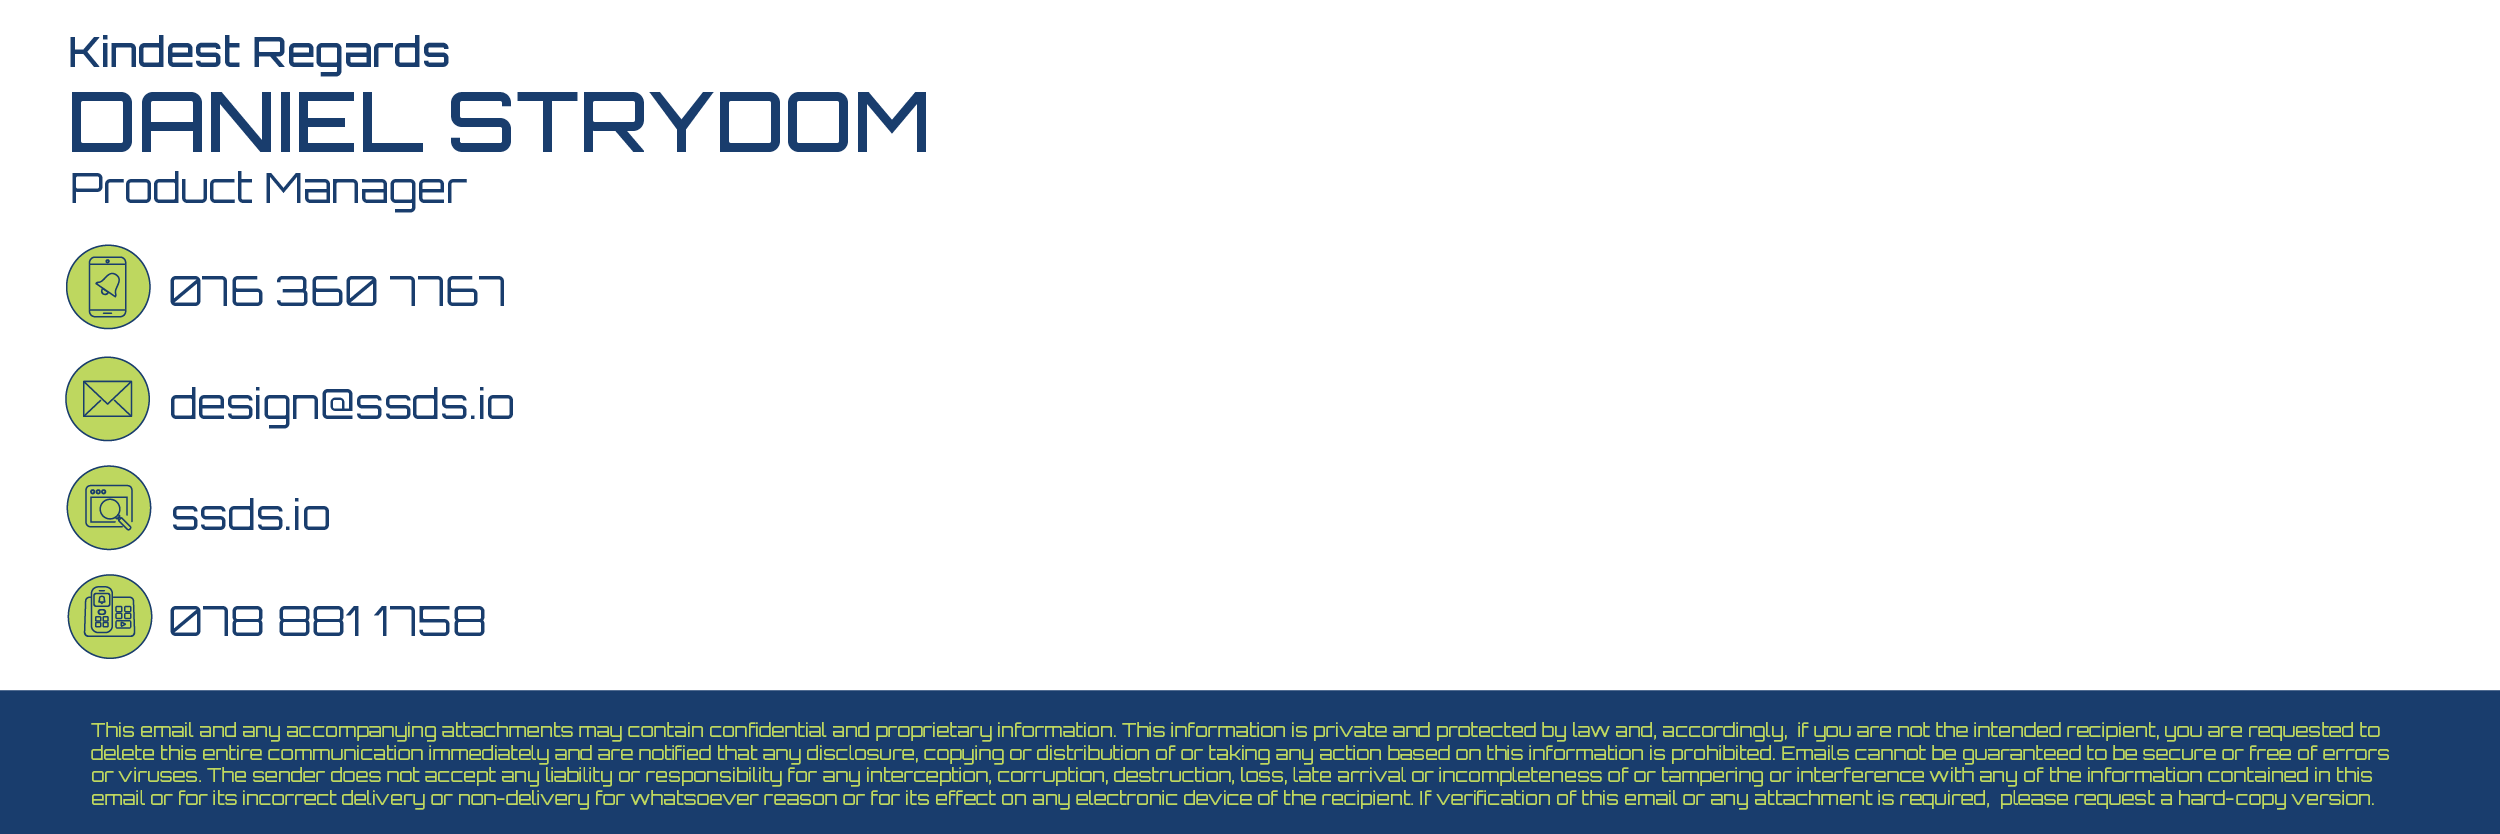 Kindest Regards
DANIEL STRYDOM
Product Manager
076 360 7767
design@ssds.io
ssds.io
078 881 1758
This email and any accompanying attachments may contain confidential and proprietary information. This information is private and protected by law and, accordingly, if you are not the intended recipient, you are requested to
delete this entire communication immediately and are notified that any disclosure, copying or distribution of or taking any action based on this information is prohibited. Emails cannot be guaranteed to be secure or free of errors
or viruses. The sender does not accept any liability or responsibility for any interception, corruption, destruction, loss, late arrival or incompleteness of or tampering or interference with any of the information contained in this
email or for its incorrect delivery or non-delivery for whatsoever reason or for its effect on any electronic device of the recipient. If verification of this email or any attachment is required, please request a hard-copy version.